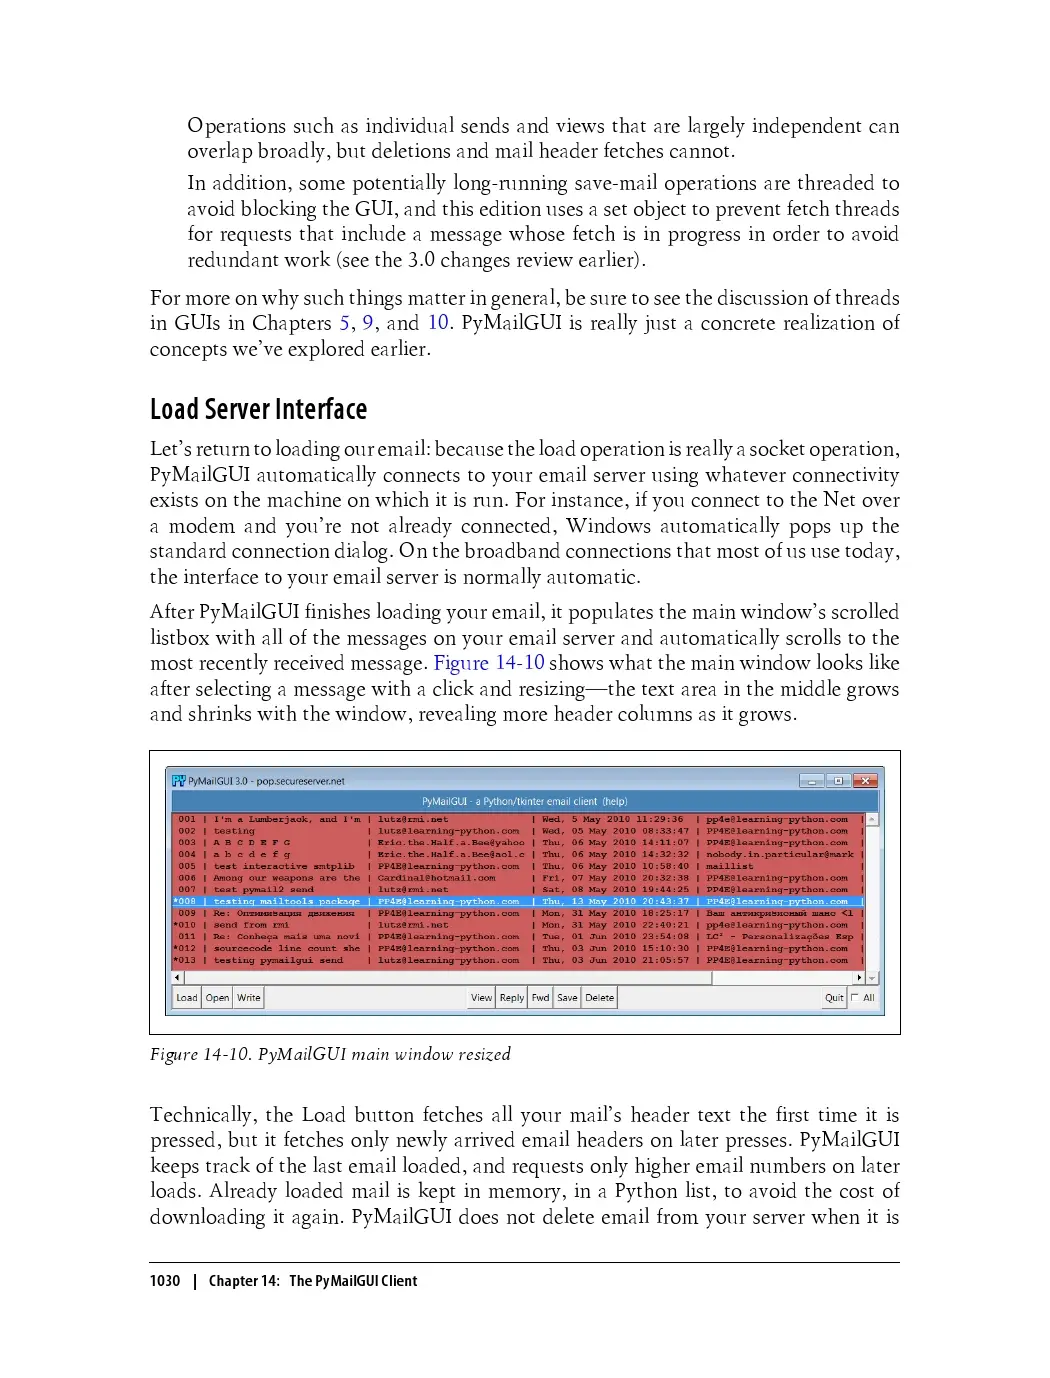 Operations such as individual sends and views that are largely independent can
overlap broadly, but deletions and mail header fetches cannot.
In addition, some potentially long-running save-mail operations are threaded to
avoid blocking the GUI, and this edition uses a set object to prevent fetch threads
for requests that include a message whose fetch is in progress in order to avoid
redundant work (see the 3.0 changes review earlier).
For more on why such things matter in general, be sure to see the discussion of threads
in GUIs in Chapters 5, 9, and 10. PyMailGUI is really just a concrete realization of
concepts we’ve explored earlier.
Load Server Interface
Let’s return to loading our email: because the load operation is really a socket operation,
PyMailGUI automatically connects to your email server using whatever connectivity
exists on the machine on which it is run. For instance, if you connect to the Net over
a modem and you’re not already connected, Windows automatically pops up the
standard connection dialog. On the broadband connections that most of us use today,
the interface to your email server is normally automatic.
After PyMailGUI finishes loading your email, it populates the main window’s scrolled
listbox with all of the messages on your email server and automatically scrolls to the
most recently received message. Figure 14-10 shows what the main window looks like
after selecting a message with a click and resizing—the text area in the middle grows
and shrinks with the window, revealing more header columns as it grows.
PY PyMailGUI 3.0 - pop.secureserver.net
PyMailGUI - a Python/tkinter email client (help)
001 | I'm a Lumberjack, and I'm | lutz@rmi.net | Wed, 5 May 2010 11:29:36 | pp4e@learning-python.com |
002 | testing | lutz@learning-python.com | Wed, 05 May 2010 08:33:47 | PP4E@learning-python.com |
003 | A B C D E F G | Eric.the.Half.a.Bee@yahoo | Thu, 06 May 2010 14:11:07 | PP4E@learning-python.com |
004 | a b c d e f g | Eric.the.Half.a.Bee@aol.c | Thu, 06 May 2010 14:32:32 | nobody.in.particular@mark |
005 | test interactive smtplib | PP4E@learning-python.com | Thu, 06 May 2010 10:58:40 | maillist |
006 | Among our weapons are the | Cardinal@hotmail.com | Fri, 07 May 2010 20:32:38 | PP4E@learning-python.com |
007 | test pymail2 send | lutz@rmi.net | Sat, 08 May 2010 19:44:25 | PP4E@learning-python.com |
*008 | testing mailtools package | PP4E@learning-python.com | Thu, 13 May 2010 20:43:37 | PP4E@learning-python.com |
009 | Re: Оптимизация движения | PP4E@learning-python.com | Mon, 31 May 2010 18:25:17 | Ваш антикризисный шанс <l |
*010 | send from rmi | lutz@rmi.net | Mon, 31 May 2010 22:40:21 | pp4e@learning-python.com |
011 | Re: Conheça mais uma novi | PP4E@learning-python.com | Tue, 01 Jun 2010 23:54:08 | - Personalizações Esp |
*012 | sourcecode line count she | PP4E@learning-python.com | Thu, 03 Jun 2010 15:10:30 | PP4E@learning-python.com |
*013 | testing pymailgui send | lutz@learning-python.com | Thu, 03 Jun 2010 21:05:57 | PP4E@learning-python.com |
Load Open Write View Reply Fwd Save Delete Quit All
Figure 14-10. PyMailGUI main window resized
Technically, the Load button fetches all your mail’s header text the first time it is
pressed, but it fetches only newly arrived email headers on later presses. PyMailGUI
keeps track of the last email loaded, and requests only higher email numbers on later
loads. Already loaded mail is kept in memory, in a Python list, to avoid the cost of
downloading it again. PyMailGUI does not delete email from your server when it is
1030 | Chapter 14: The PyMailGUI Client